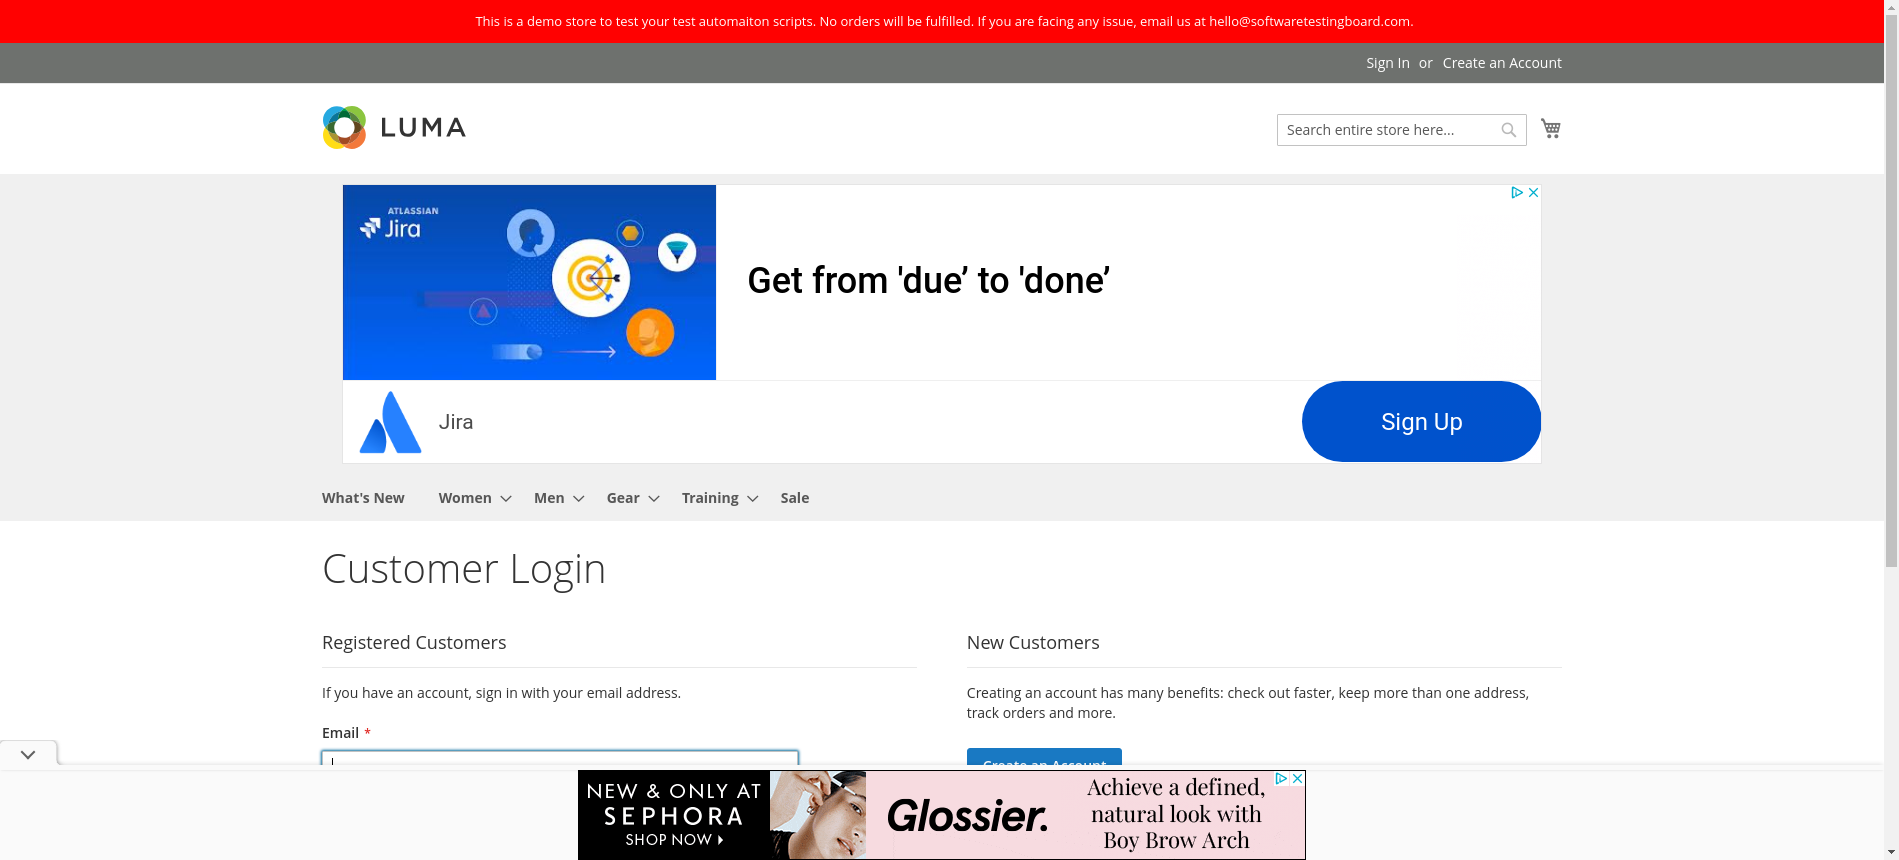 This is a demo store to test your test automaiton scripts. No orders will be fulfilled. If you are facing any issue, email us at hello@softwaretestingboard.com.
Sign In or Create an Account
LUMA
Search entire store here...
ATLASSIAN
Jira
Get from 'due’ to 'done’
Jira
Sign Up
What's New Women Men Gear Training Sale
Customer Login
Registered Customers
If you have an account, sign in with your email address.
Email *
New Customers
Creating an account has many benefits: check out faster, keep more than one address,
track orders and more.
Create an Account
NEW & ONLY AT
SEPHORA
SHOP NOW
Glossier.
Achieve a defined,
natural look with
Boy Brow Arch